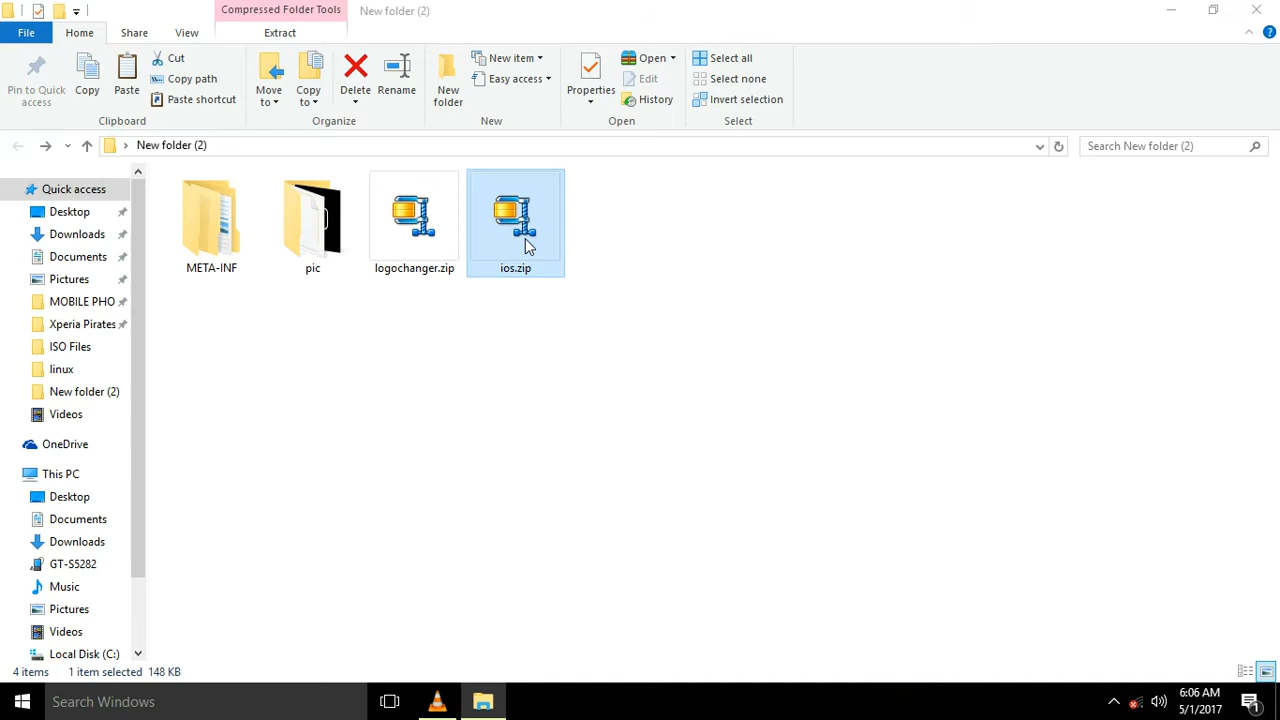 Compressed Folder Tools
New folder (2)
File
Home
Share
View
Extract
Pin to Quick access
Copy
Paste
Cut
Copy path
Paste shortcut
Clipboard
Move to
Copy to
Delete
Rename
Organize
New folder
New item
Easy access
New
Properties
Open
Edit
History
Open
Select all
Select none
Invert selection
Select
New folder (2)
Search New folder (2)
Quick access
Desktop
Downloads
Documents
Pictures
MOBILE PHO
Xperia Pirates
ISO Files
linux
New folder (2)
Videos
OneDrive
This PC
Desktop
Documents
Downloads
GT-S5282
Music
Pictures
Videos
Local Disk (C:)
META-INF
pic
logochanger.zip
ios.zip
4 items
1 item selected 148 KB
Search Windows
6:06 AM
5/1/2017
1